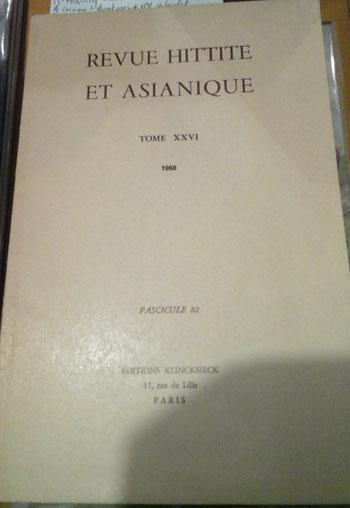 REVUE HITTITE
ET ASIANIQUE
TOME XXVI
1968
FASCICULE 82
EDITIONS KLINCKSIECK
11, rue de Lille
PARIS